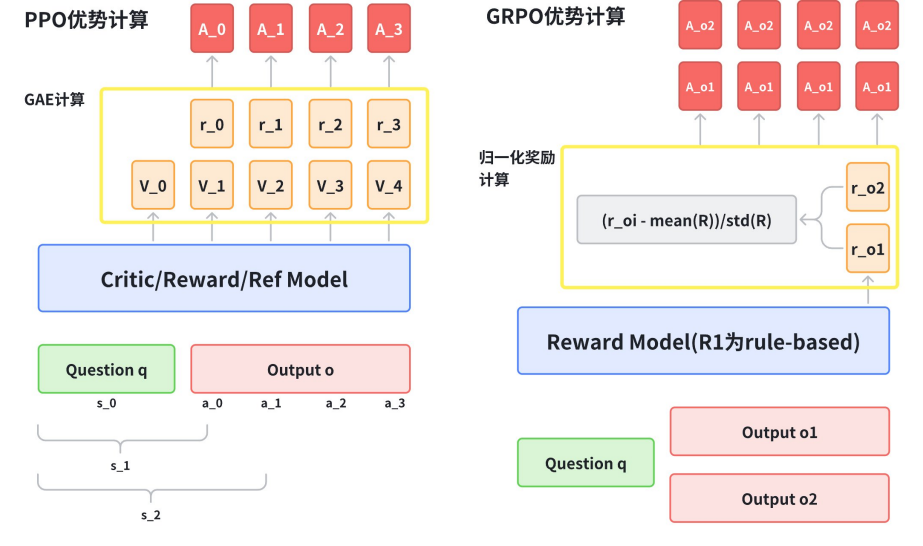 PPO优势计算
A_0 A_1 A_2 A_3
GAE计算
r_0 r_1 r_2 r_3
V_0 V_1 V_2 V_3 V_4
Critic/Reward/Ref Model
Question q Output o
s_0 a_0 a_1 a_2 a_3
s_1
s_2
GRPO优势计算
A_o2 A_o2 A_o2 A_o2
A_o1 A_o1 A_o1 A_o1
归一化奖励
计算
r_o2
(r_oi - mean(R))/std(R)
r_o1
Reward Model(R1为rule-based)
Output o1
Question q
Output o2